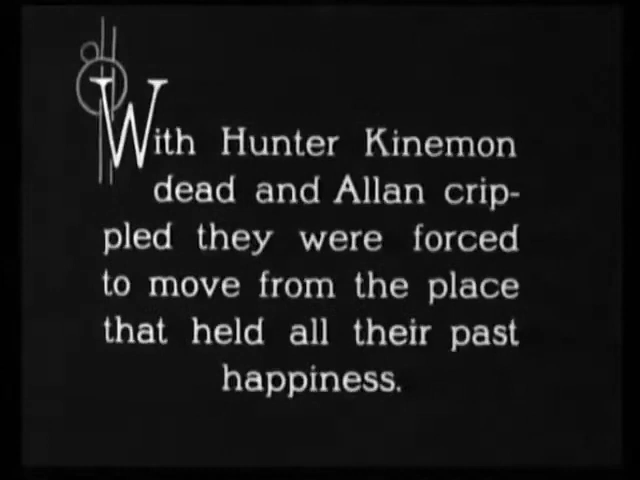 With Hunter Kinemon
dead and Allan crip-
pled they were forced
to move from the place
that held all their past
happiness.